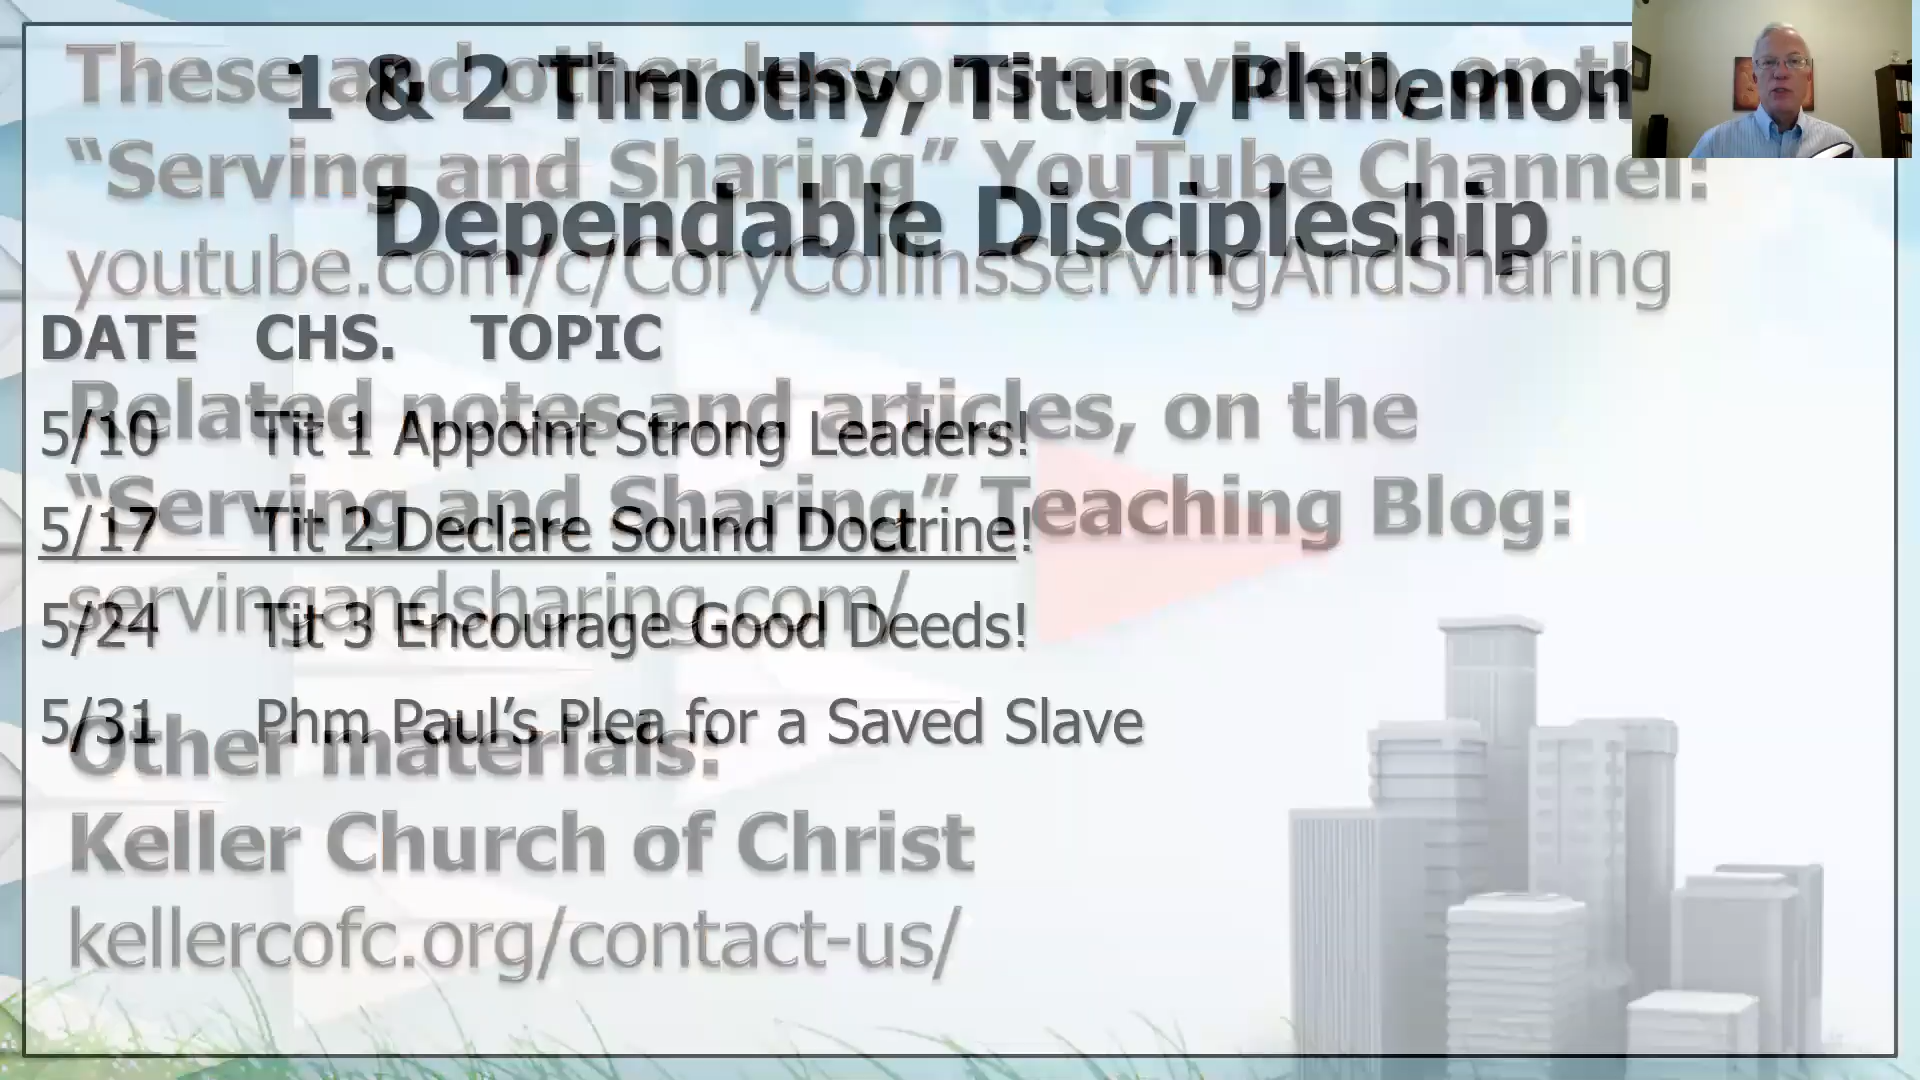 1 & 2 Timothy, Titus, Philemon
Dependable Discipleship
DATE CHS. TOPIC
5/10 Tit 1 Appoint Strong Leaders!
5/17 Tit 2 Declare Sound Doctrine!
5/24 Tit 3 Encourage Good Deeds!
5/31 Phm Paul’s Plea for a Saved Slave
These and other lessons on video, on
“Serving and Sharing” YouTube Channel:
youtube.com/c/CoryCollinsServingAndSharing
Related notes and articles, on the
“Serving and Sharing” Teaching Blog:
servingandsharing.com/
Other materials:
Keller Church of Christ
kellercofc.org/contact-us/